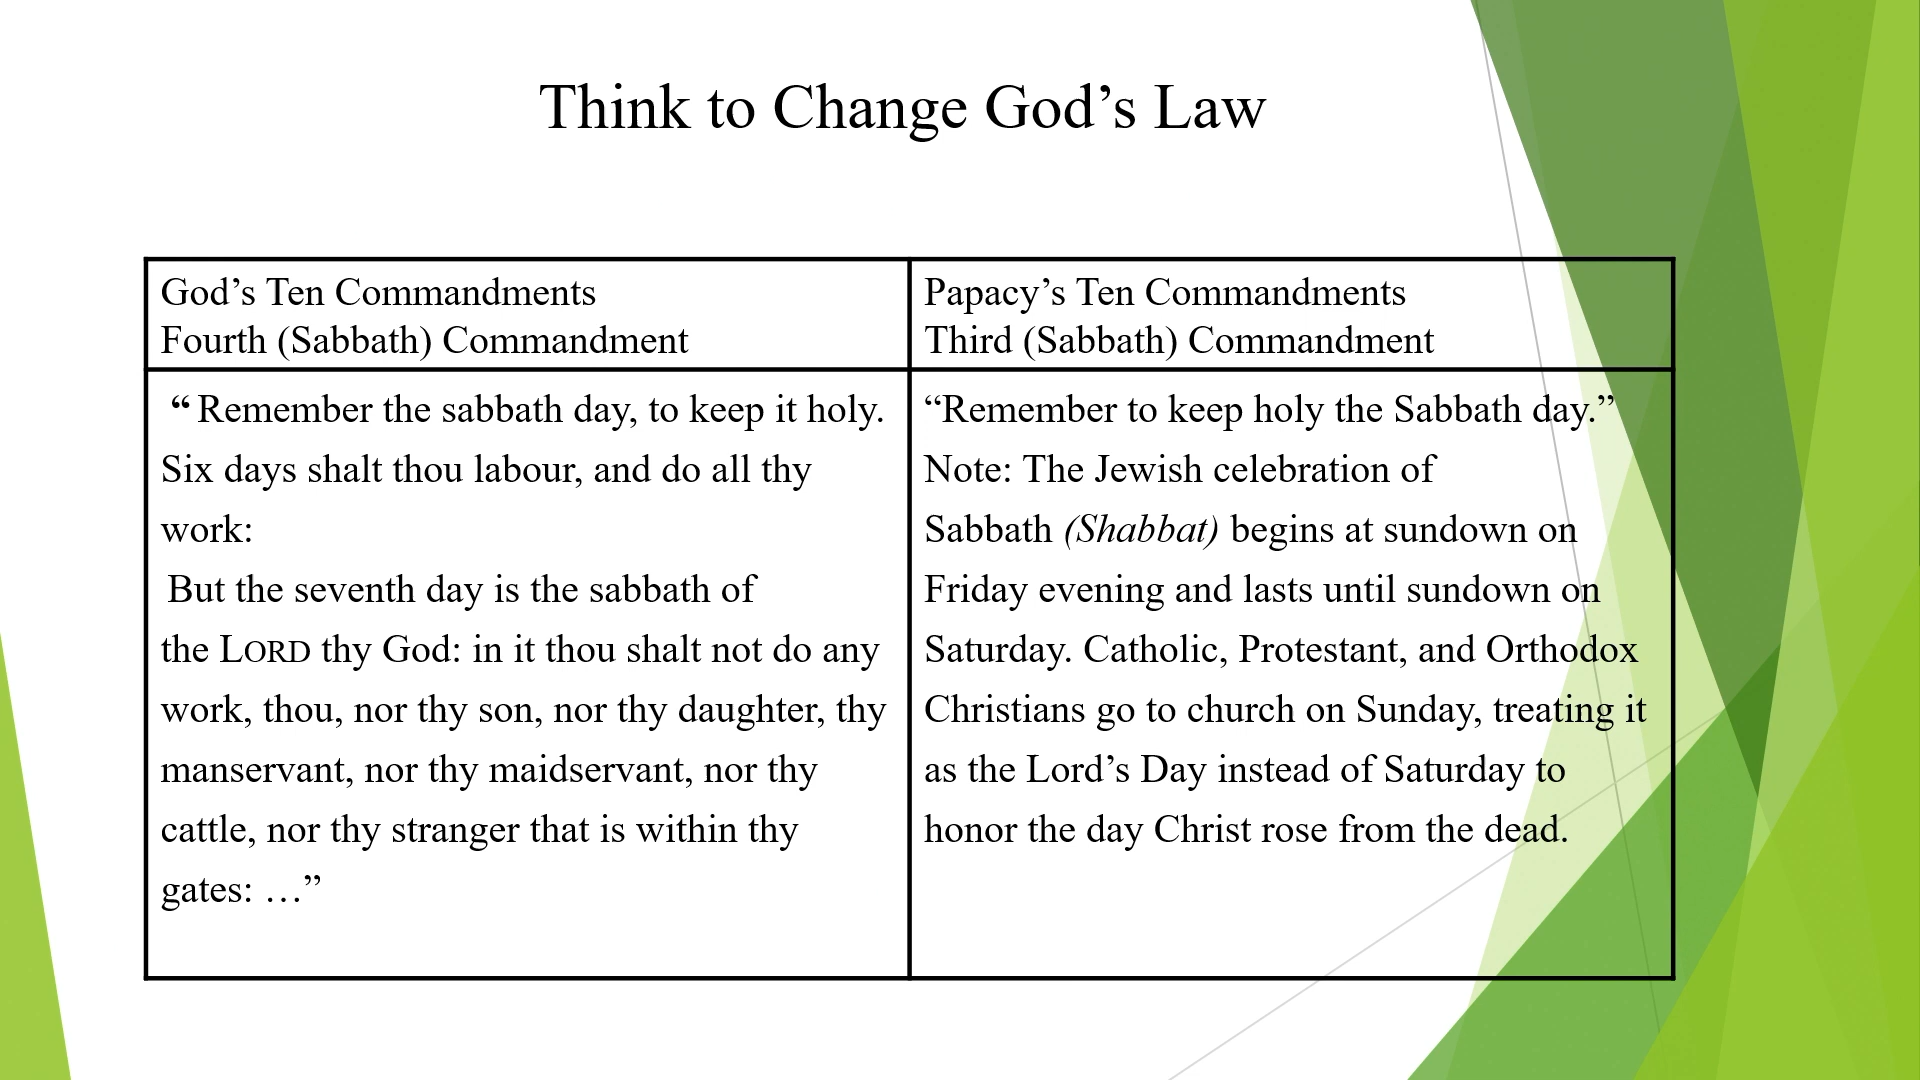 Think to Change God’s Law
God’s Ten Commandments
Fourth (Sabbath) Commandment
Papacy’s Ten Commandments
Third (Sabbath) Commandment
“ Remember the sabbath day, to keep it holy.
Six days shalt thou labour, and do all thy
work:
But the seventh day is the sabbath of
the LORD thy God: in it thou shalt not do any
work, thou, nor thy son, nor thy daughter, thy
manservant, nor thy maidservant, nor thy
cattle, nor thy stranger that is within thy
gates: …”
“Remember to keep holy the Sabbath day.”
Note: The Jewish celebration of
Sabbath (Shabbat) begins at sundown on
Friday evening and lasts until sundown on
Saturday. Catholic, Protestant, and Orthodox
Christians go to church on Sunday, treating it
as the Lord’s Day instead of Saturday to
honor the day Christ rose from the dead.